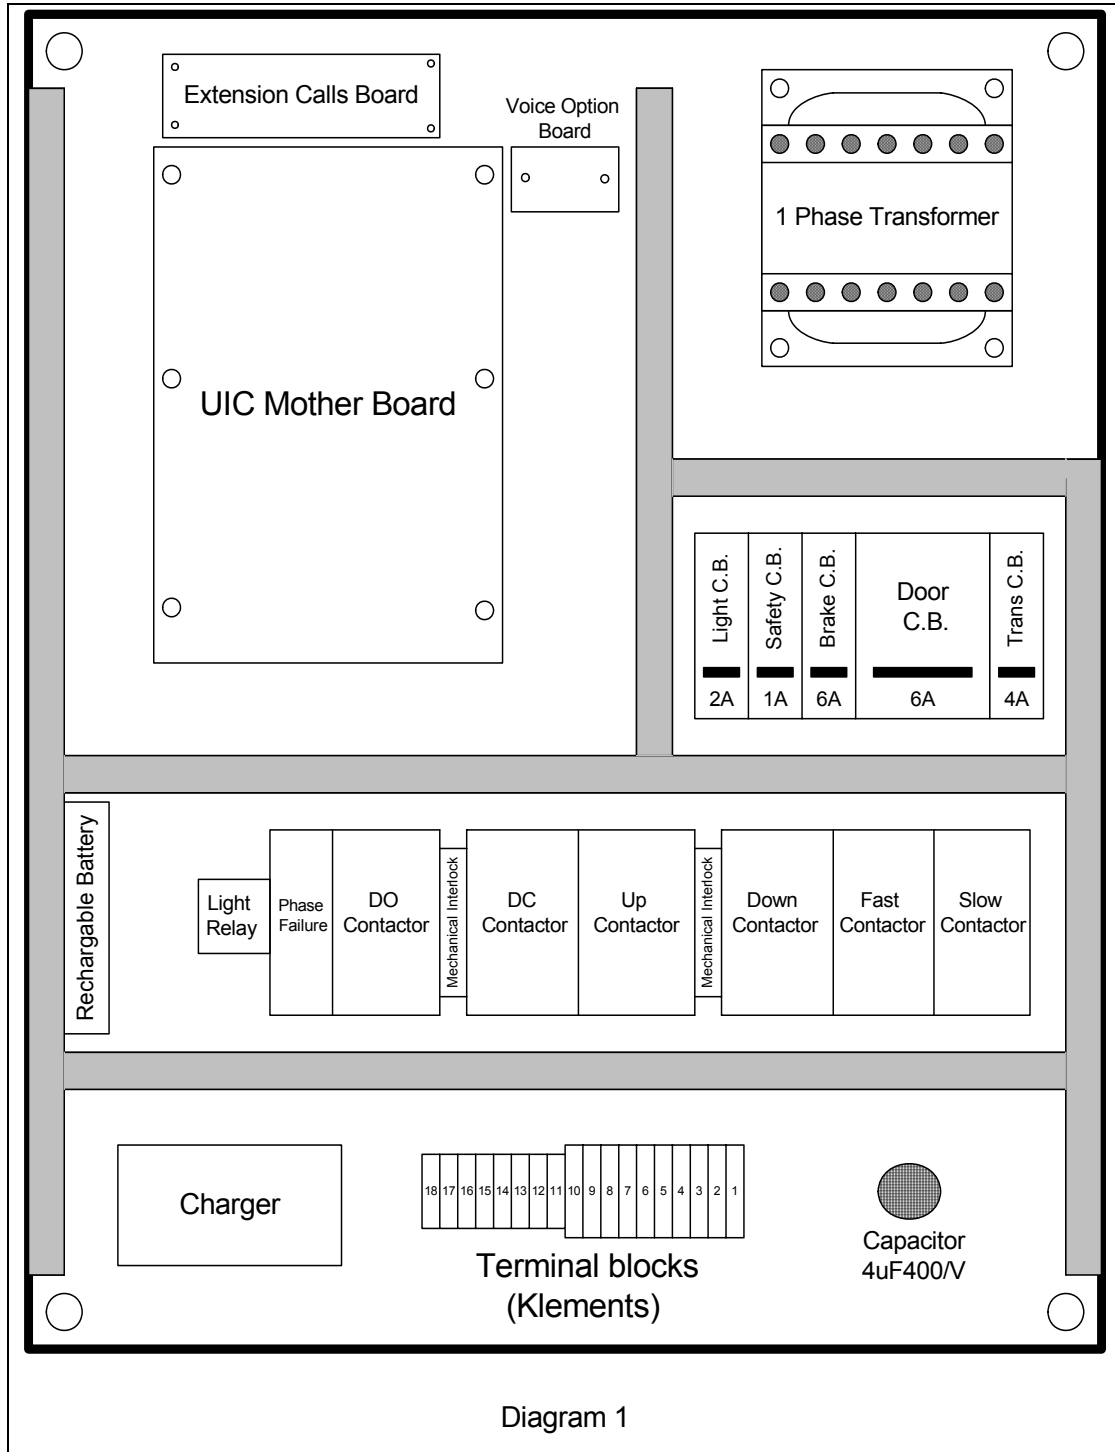 Extension Calls Board
Voice Option
Board
1 Phase Transformer
UIC Mother Board
Light C.B.
Safety C.B.
Brake C.B.
Door
C.B.
Trans C.B.
2A
1A
6A
6A
4A
Rechargable Battery
Light
Relay
Phase
Failure
DO
Contactor
Mechanical Interlock
DC
Contactor
Up
Contactor
Mechanical Interlock
Down
Contactor
Fast
Contactor
Slow
Contactor
Charger
18 17 16 15 14 13 12 11 10 9 8 7 6 5 4 3 2 1
Terminal blocks
(Klements)
Capacitor
4uF400/V
Diagram 1